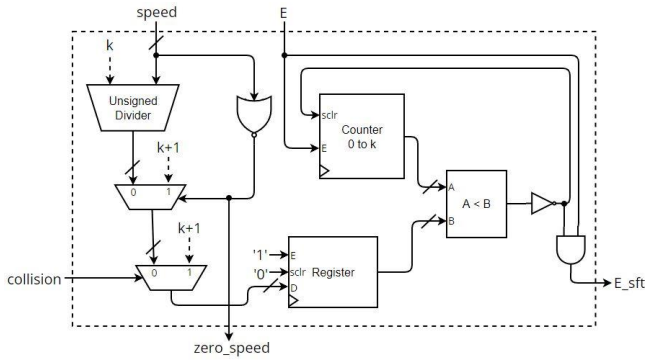 speed
E
k
Unsigned
Divider
k+1
0 1
k+1
0 1
collision
zero_speed
sclr
Counter
0 to k
E
A
A < B
B
'1'
E
'0'
sclr
Register
D
E_sft